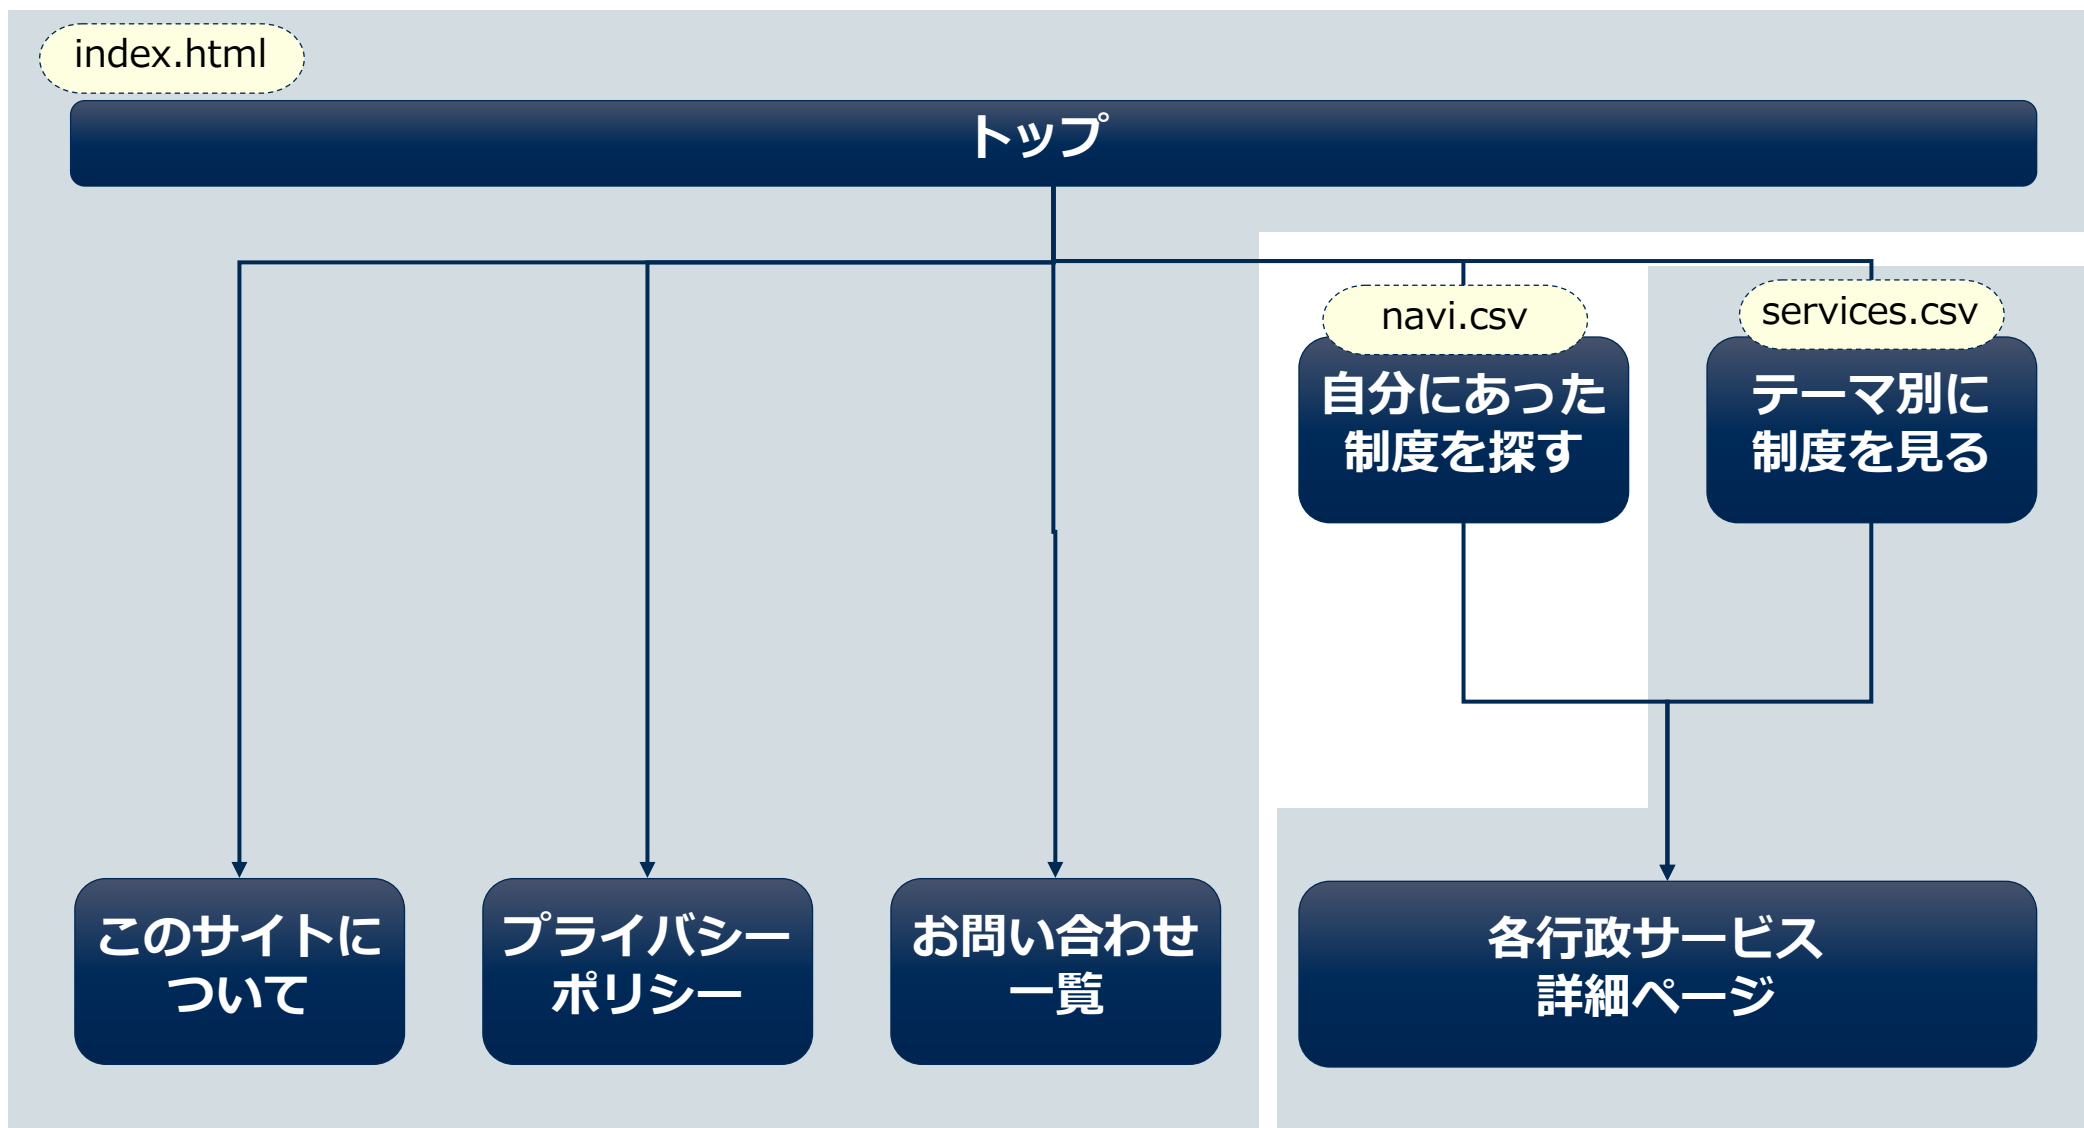 index.html
トップ
navi.csv
services.csv
自分にあった
制度を探す
テーマ別に
制度を見る
このサイトに
ついて
プライバシー
ポリシー
お問い合わせ
一覧
各行政サービス
詳細ページ